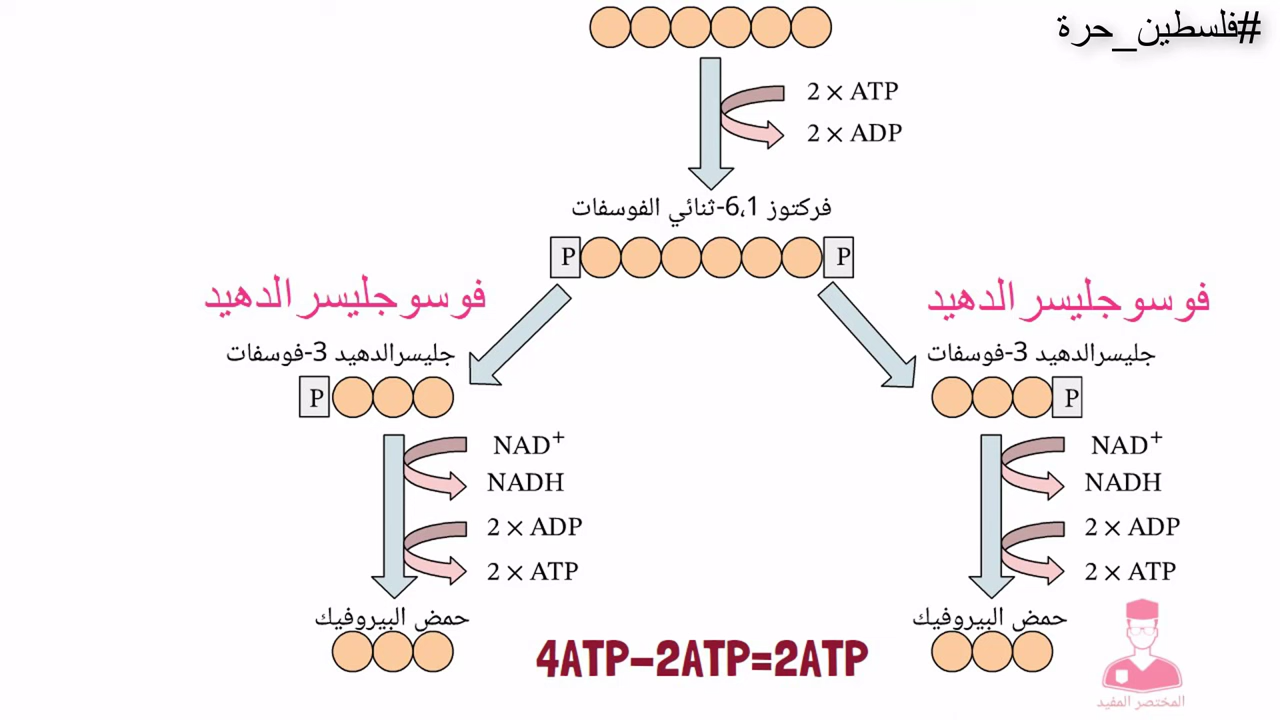 #فلسطين_حرة
2 × ATP
2 × ADP
فركتوز 6،1-ثنائي الفوسفات
P
P
فوسوجليسرالدهيد
فوسوجليسرالدهيد
جليسرالدهيد 3-فوسفات
جليسرالدهيد 3-فوسفات
P
P
NAD⁺
NADH
2 × ADP
2 × ATP
NAD⁺
NADH
2 × ADP
2 × ATP
حمض البيروفيك
حمض البيروفيك
4ATP-2ATP=2ATP
المختصر المفيد